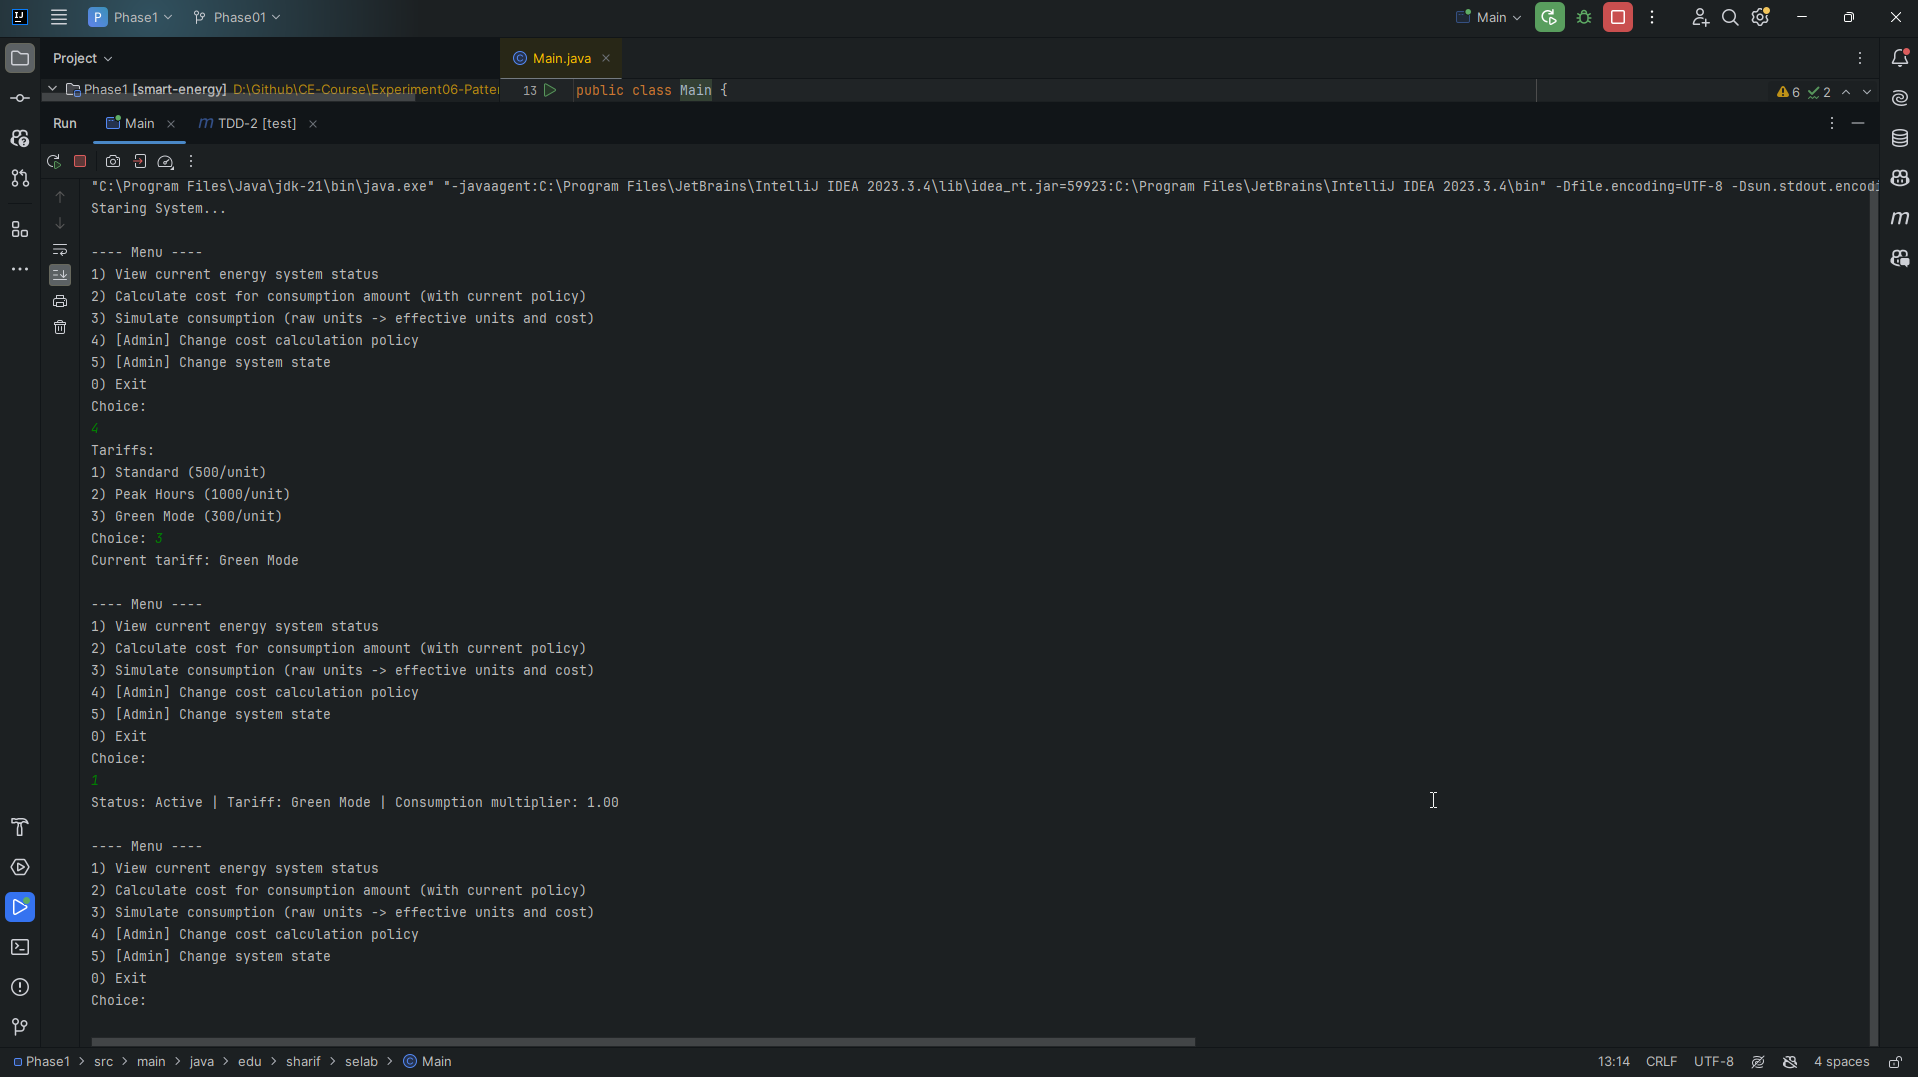 Phase1
Phase01
Main
Project
Main.java
Phase1 [smart-energy] D:\Github\CE-Course\Experiment06-Patter
13 public class Main {
6 2
Run Main TDD-2 [test]
"C:\Program Files\Java\jdk-21\bin\java.exe" "-javaagent:C:\Program Files\JetBrains\IntelliJ IDEA 2023.3.4\lib\idea_rt.jar=59923:C:\Program Files\JetBrains\IntelliJ IDEA 2023.3.4\bin" -Dfile.encoding=UTF-8 -Dsun.stdout.encodi
Staring System...
---- Menu ----
1) View current energy system status
2) Calculate cost for consumption amount (with current policy)
3) Simulate consumption (raw units -> effective units and cost)
4) [Admin] Change cost calculation policy
5) [Admin] Change system state
0) Exit
Choice:
4
Tariffs:
1) Standard (500/unit)
2) Peak Hours (1000/unit)
3) Green Mode (300/unit)
Choice: 3
Current tariff: Green Mode
---- Menu ----
1) View current energy system status
2) Calculate cost for consumption amount (with current policy)
3) Simulate consumption (raw units -> effective units and cost)
4) [Admin] Change cost calculation policy
5) [Admin] Change system state
0) Exit
Choice:
1
Status: Active | Tariff: Green Mode | Consumption multiplier: 1.00
---- Menu ----
1) View current energy system status
2) Calculate cost for consumption amount (with current policy)
3) Simulate consumption (raw units -> effective units and cost)
4) [Admin] Change cost calculation policy
5) [Admin] Change system state
0) Exit
Choice:
Phase1 > src > main > java > edu > sharif > selab > Main
13:14 CRLF UTF-8 4 spaces